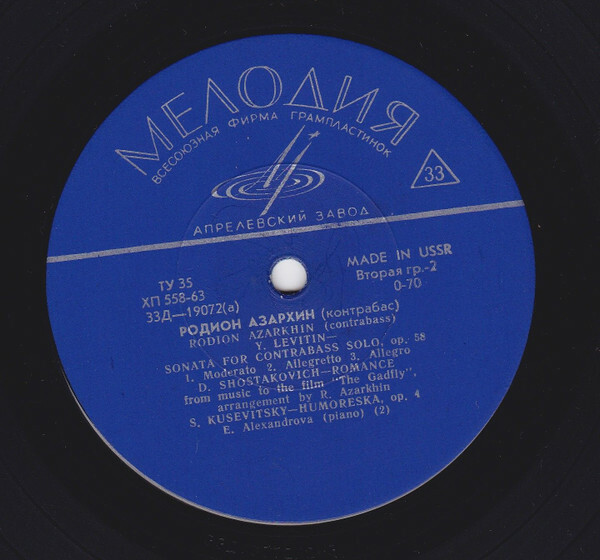 МЕЛОДИЯ
ВСЕСОЮЗНАЯ ФИРМА ГРАМПЛАСТИНОК
33
АПРЕЛЕВСКИЙ ЗАВОД
ТУ 35
ХП 558-63
33Д—19072(а)
MADE IN USSR
Вторая гр.-2
0-70
РОДИОН АЗАРХИН (контрабас)
RODION AZARKHIN (contrabass)
Y. LEVITIN—
SONATA FOR CONTRABASS SOLO, op. 58
1. Moderato 2. Allegretto 3. Allegro
D. SHOSTAKOVICH—ROMANCE
from music to the film "The Gadfly",
arrangement by R. Azarkhin
S. KUSEVITSKY—HUMORESKA, op. 4
E. Alexandrova (piano) (2)